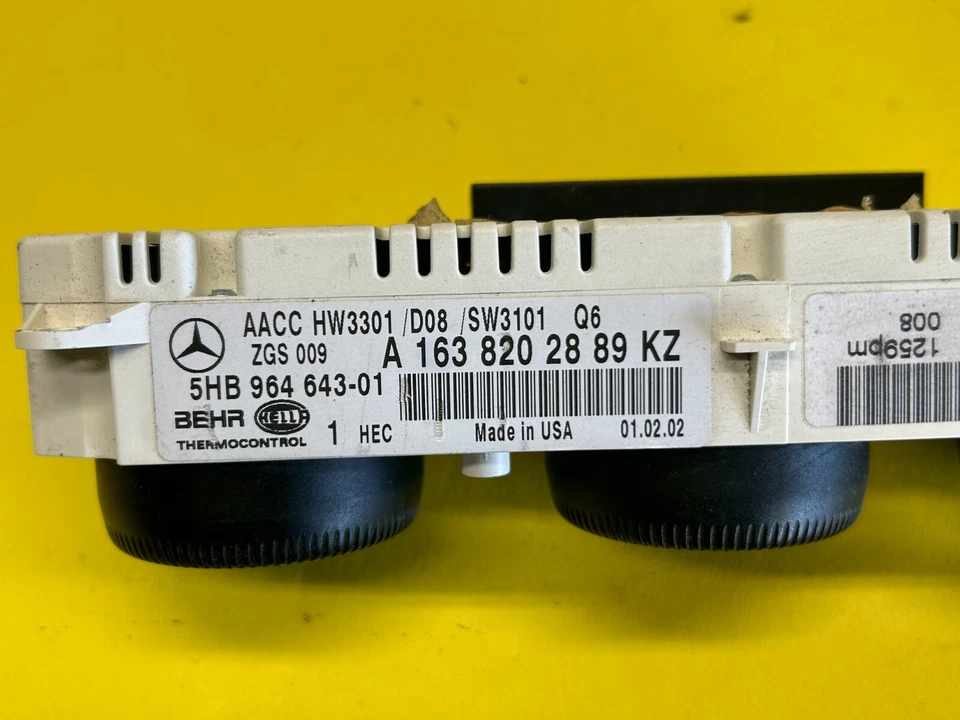 AACC HW3301 /D08 /SW3101 Q6
ZGS 009 A 163 820 28 89 KZ
5HB 964 643-01
BEHR HELLA
THERMOCONTROL 1 HEC Made in USA 01.02.02
1259pm
008